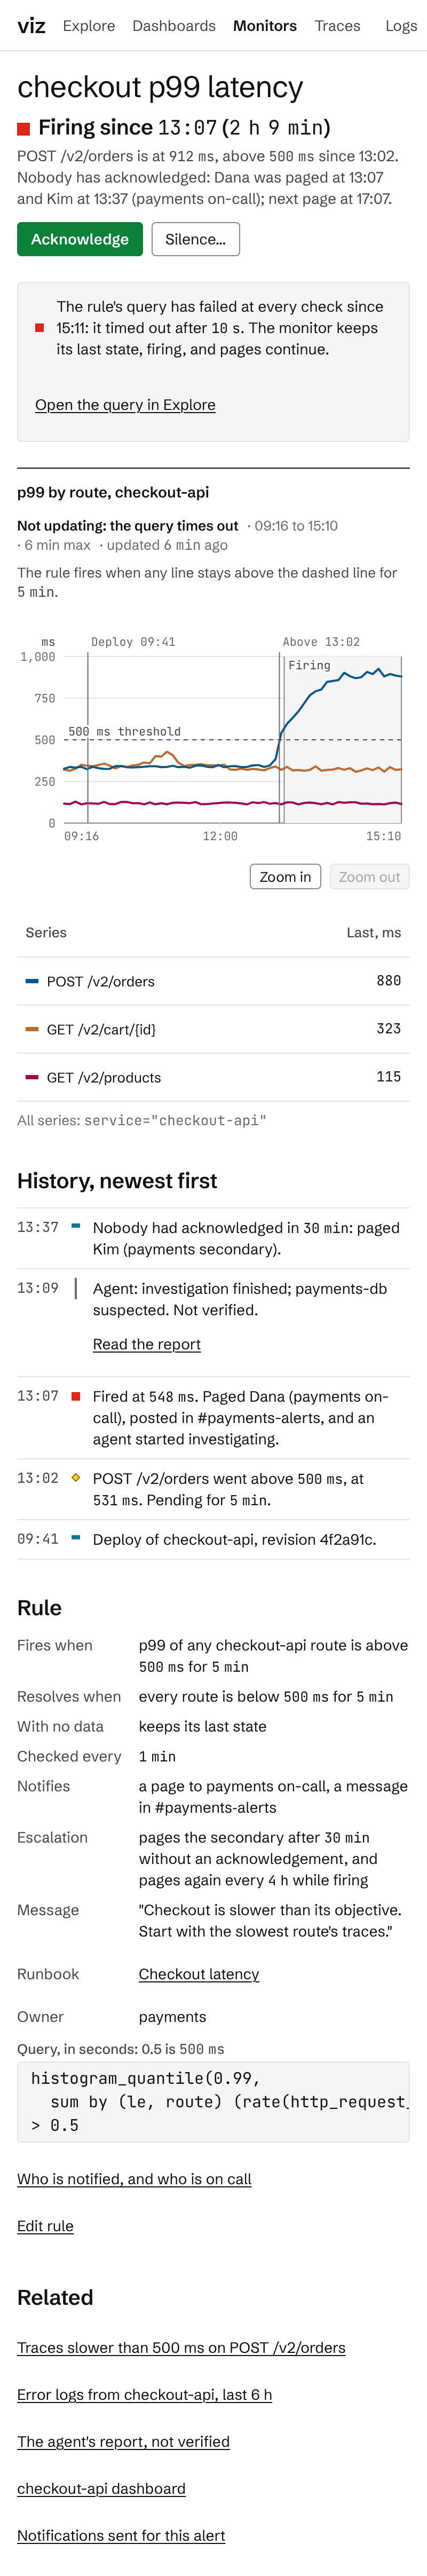 viz Explore Dashboards Monitors Traces Logs
checkout p99 latency
Firing since 13:07 (2 h 9 min)
POST /v2/orders is at 912 ms, above 500 ms since 13:02.
Nobody has acknowledged: Dana was paged at 13:07
and Kim at 13:37 (payments on-call); next page at 17:07.
Acknowledge Silence...
The rule's query has failed at every check since
15:11: it timed out after 10 s. The monitor keeps
its last state, firing, and pages continue.
Open the query in Explore
p99 by route, checkout-api
Not updating: the query times out · 09:16 to 15:10
· 6 min max · updated 6 min ago
The rule fires when any line stays above the dashed line for
5 min.
ms Deploy 09:41 Above 13:02
1,000
Firing
750
500 ms threshold
500
250
0
09:16 12:00 15:10
Zoom in Zoom out
Series Last, ms
POST /v2/orders 880
GET /v2/cart/{id} 323
GET /v2/products 115
All series: service="checkout-api"
History, newest first
13:37 Nobody had acknowledged in 30 min: paged
Kim (payments secondary).
13:09 Agent: investigation finished; payments-db
suspected. Not verified.
Read the report
13:07 Fired at 548 ms. Paged Dana (payments on-
call), posted in #payments-alerts, and an
agent started investigating.
13:02 POST /v2/orders went above 500 ms, at
531 ms. Pending for 5 min.
09:41 Deploy of checkout-api, revision 4f2a91c.
Rule
Fires when p99 of any checkout-api route is above
500 ms for 5 min
Resolves when every route is below 500 ms for 5 min
With no data keeps its last state
Checked every 1 min
Notifies a page to payments on-call, a message
in #payments-alerts
Escalation pages the secondary after 30 min
without an acknowledgement, and
pages again every 4 h while firing
Message "Checkout is slower than its objective.
Start with the slowest route's traces."
Runbook Checkout latency
Owner payments
Query, in seconds: 0.5 is 500 ms
histogram_quantile(0.99,
sum by (le, route) (rate(http_request_
> 0.5
Who is notified, and who is on call
Edit rule
Related
Traces slower than 500 ms on POST /v2/orders
Error logs from checkout-api, last 6 h
The agent's report, not verified
checkout-api dashboard
Notifications sent for this alert